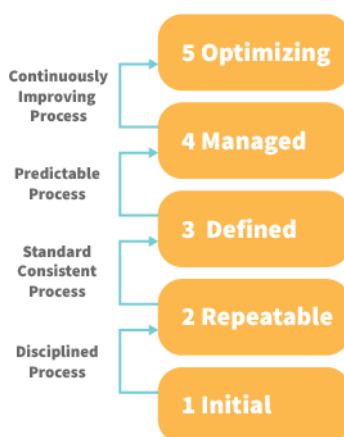 5 Optimizing
Continuously
Improving
Process
4 Managed
Predictable
Process
3 Defined
Standard
Consistent
Process
2 Repeatable
Disciplined
Process
1 Initial